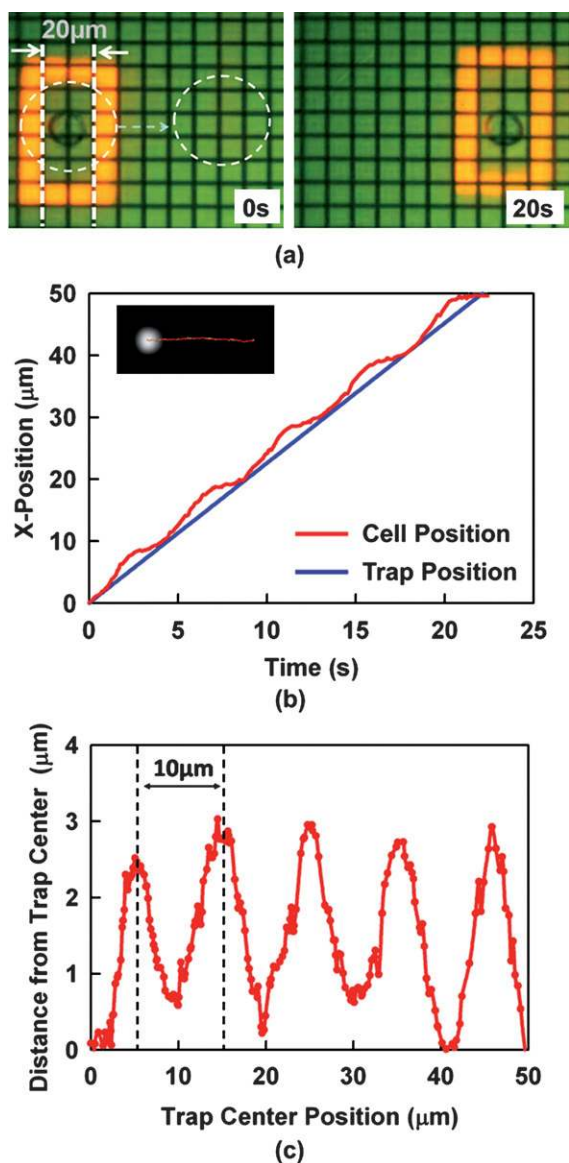 20µm
0s
20s
(a)
50
40
30
20
10
0
X-Position (µm)
Cell Position
Trap Position
0
5
10
15
20
25
Time (s)
(b)
4
3
2
1
0
Distance from Trap Center (µm)
10µm
0
10
20
30
40
50
Trap Center Position (µm)
(c)